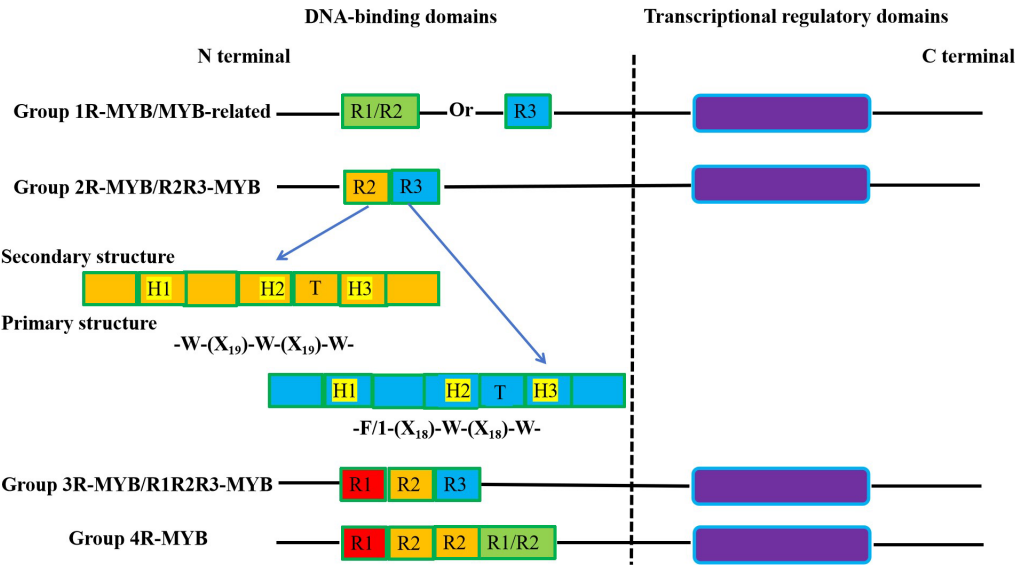 DNA-binding domains Transcriptional regulatory domains
N terminal C terminal
Group 1R-MYB/MYB-related R1/R2 Or R3
Group 2R-MYB/R2R3-MYB R2 R3
Secondary structure
H1 H2 T H3
Primary structure
-W-(X₁₉)-W-(X₁₉)-W-
H1 H2 T H3
-F/1-(X₁₈)-W-(X₁₈)-W-
Group 3R-MYB/R1R2R3-MYB R1 R2 R3
Group 4R-MYB R1 R2 R2 R1/R2